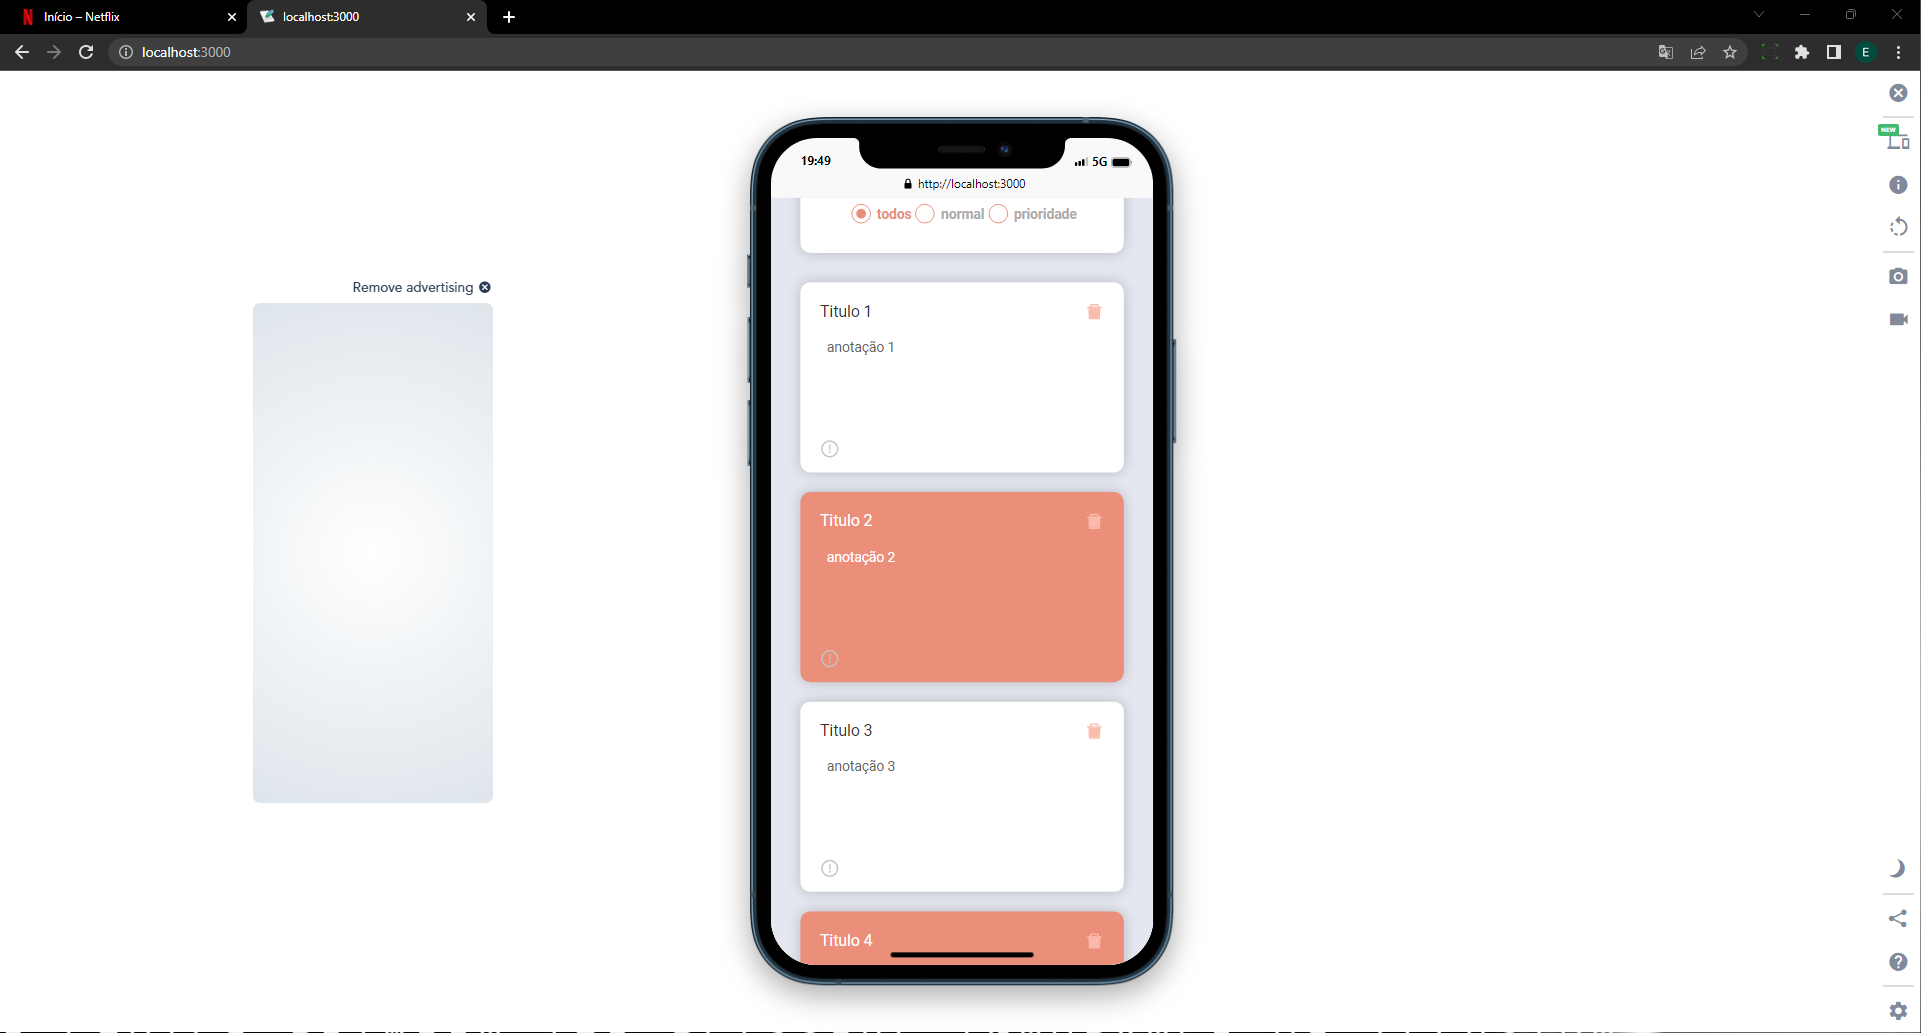 Início – Netflix
localhost:3000
localhost:3000
E
NEW
Remove advertising
19:49
5G
http://localhost:3000
todos normal prioridade
Titulo 1
anotação 1
Titulo 2
anotação 2
Titulo 3
anotação 3
Titulo 4